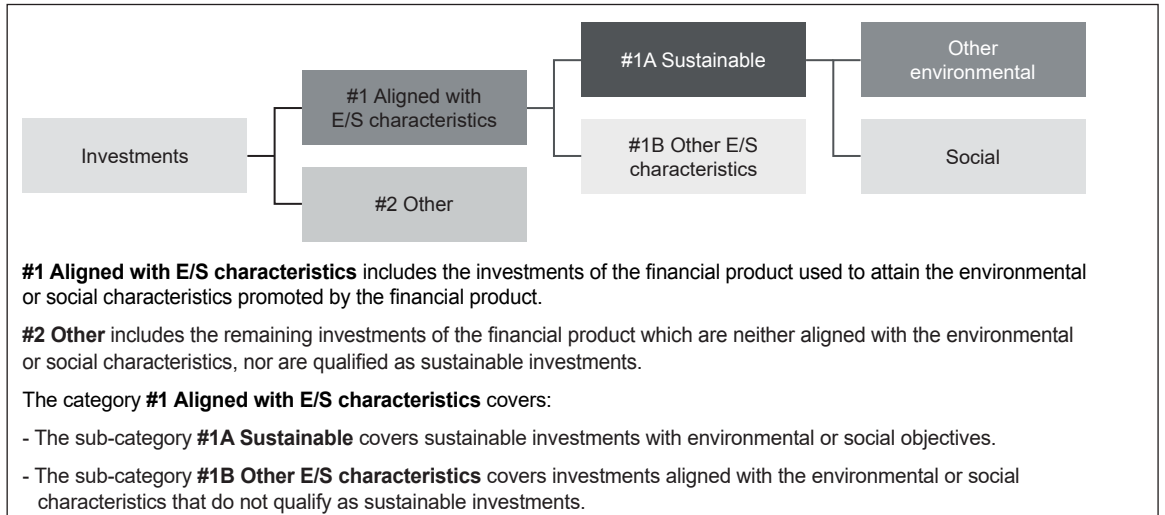 Investments
#1 Aligned with
E/S characteristics
#2 Other
#1A Sustainable
#1B Other E/S
characteristics
Other
environmental
Social
#1 Aligned with E/S characteristics includes the investments of the financial product used to attain the environmental
or social characteristics promoted by the financial product.
#2 Other includes the remaining investments of the financial product which are neither aligned with the environmental
or social characteristics, nor are qualified as sustainable investments.
The category #1 Aligned with E/S characteristics covers:
- The sub-category #1A Sustainable covers sustainable investments with environmental or social objectives.
- The sub-category #1B Other E/S characteristics covers investments aligned with the environmental or social
characteristics that do not qualify as sustainable investments.